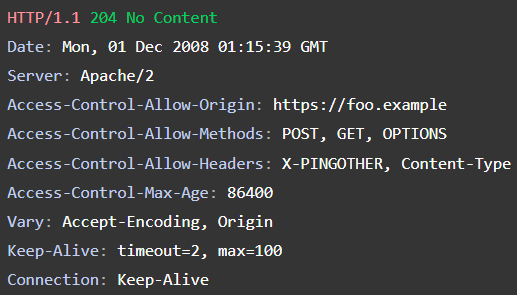 HTTP/1.1 204 No Content
Date: Mon, 01 Dec 2008 01:15:39 GMT
Server: Apache/2
Access-Control-Allow-Origin: https://foo.example
Access-Control-Allow-Methods: POST, GET, OPTIONS
Access-Control-Allow-Headers: X-PINGOTHER, Content-Type
Access-Control-Max-Age: 86400
Vary: Accept-Encoding, Origin
Keep-Alive: timeout=2, max=100
Connection: Keep-Alive